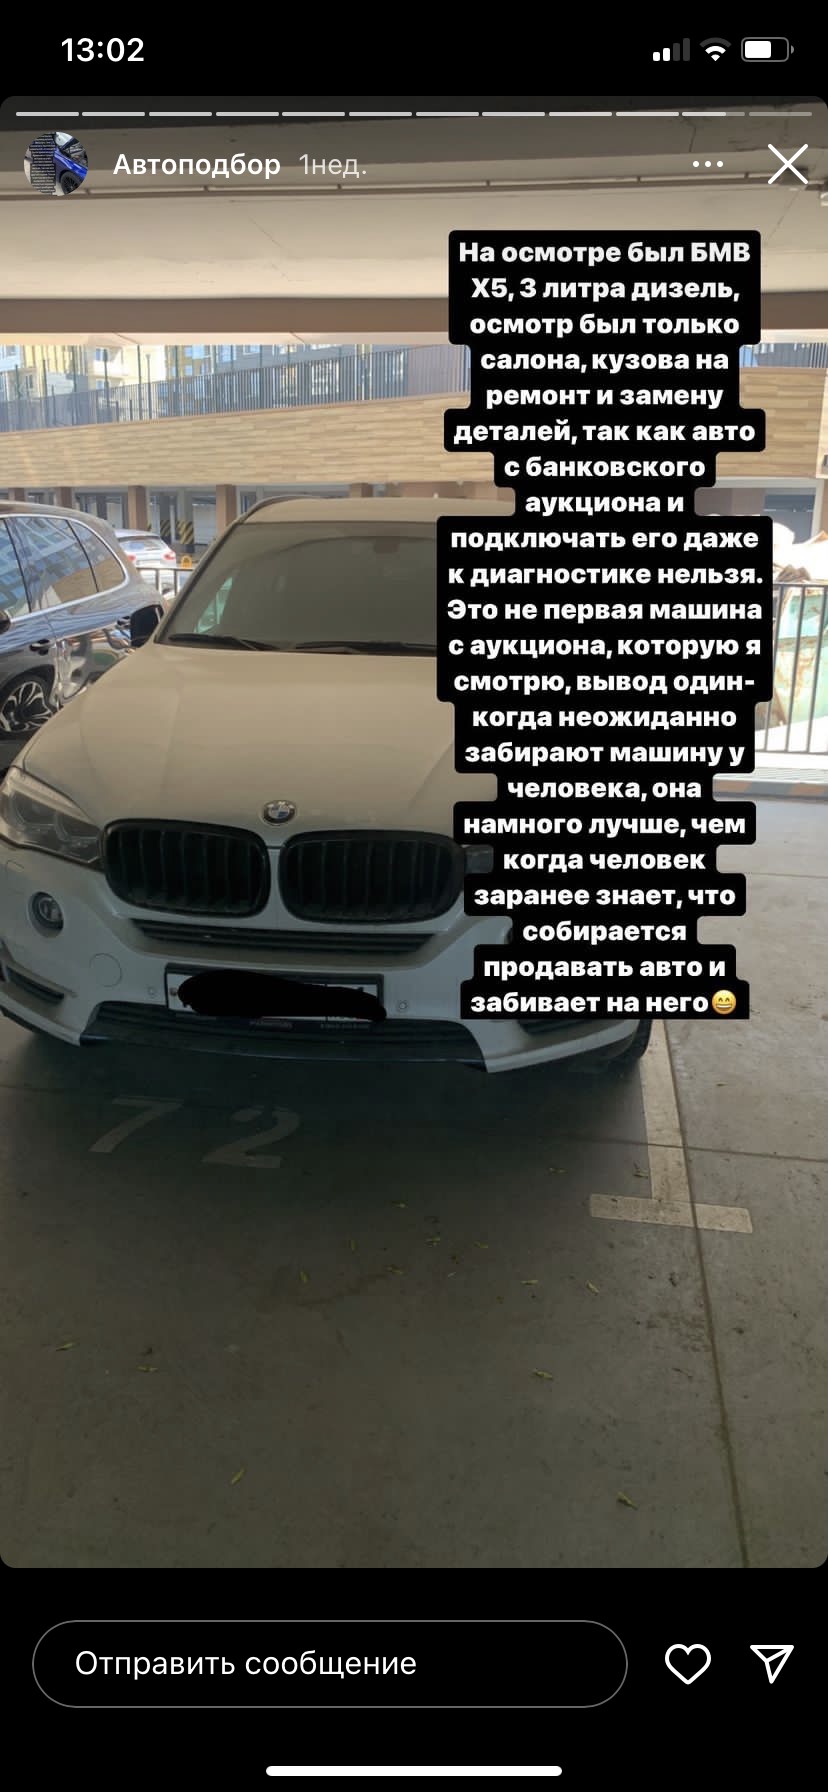 13:02
Автоподбор 1нед.
На осмотре был БМВ
Х5, 3 литра дизель,
осмотр был только
салона, кузова на
ремонт и замену
деталей, так как авто
с банковского
аукциона и
подключать его даже
к диагностике нельзя.
Это не первая машина
с аукциона, которую я
смотрю, вывод один-
когда неожиданно
забирают машину у
человека, она
намного лучше, чем
когда человек
заранее знает, что
собирается
продавать авто и
забивает на него😄
72
Отправить сообщение